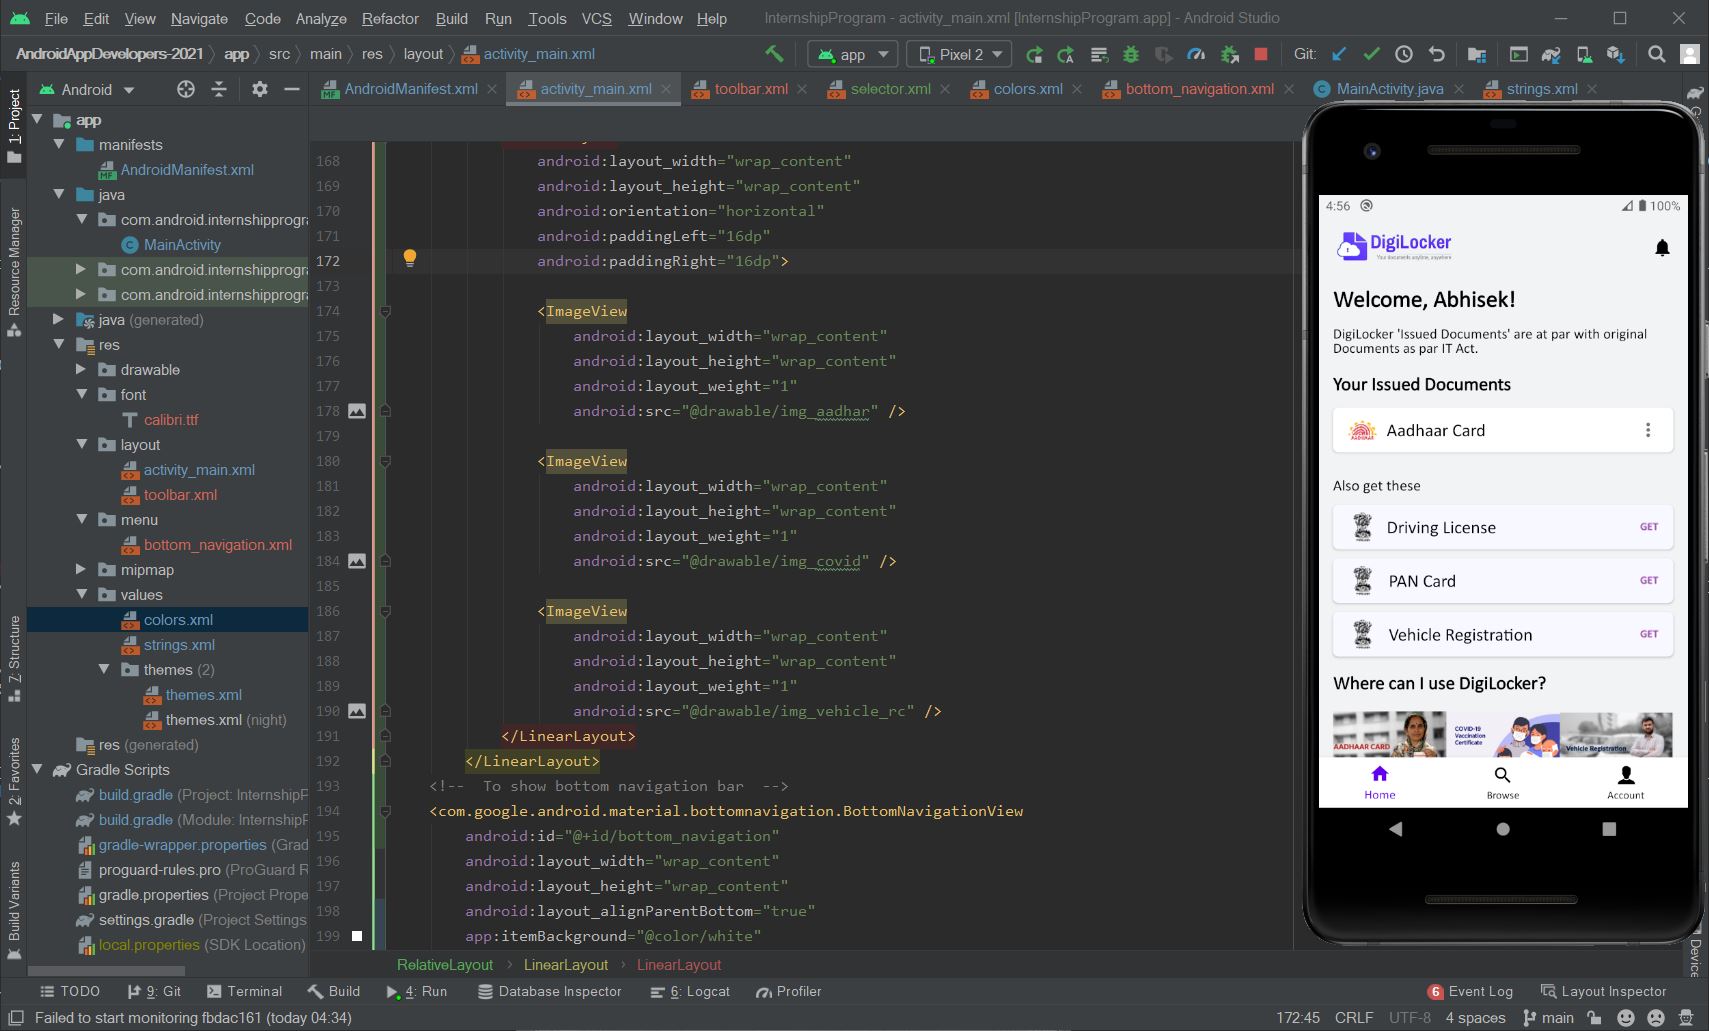 File Edit View Navigate Code Analyze Refactor Build Run Tools VCS Window Help InternshipProgram - activity_main.xml [InternshipProgram.app] - Android Studio
AndroidAppDevelopers-2021 app src main res layout activity_main.xml app Pixel 2 Git:
Android
AndroidManifest.xml activity_main.xml toolbar.xml selector.xml colors.xml bottom_navigation.xml MainActivity.java strings.xml
1: Project
Resource Manager
7: Structure
2: Favorites
Build Variants
app
manifests
AndroidManifest.xml
java
com.android.internshipprogra
MainActivity
com.android.internshipprogra
com.android.internshipprogra
java (generated)
res
drawable
font
calibri.ttf
layout
activity_main.xml
toolbar.xml
menu
bottom_navigation.xml
mipmap
values
colors.xml
strings.xml
themes (2)
themes.xml
themes.xml (night)
res (generated)
Gradle Scripts
build.gradle (Project: InternshipP
build.gradle (Module: InternshipF
gradle-wrapper.properties (Grad
proguard-rules.pro (ProGuard R
gradle.properties (Project Prope
settings.gradle (Project Settings
local.properties (SDK Location)
168 android:layout_width="wrap_content"
169 android:layout_height="wrap_content"
170 android:orientation="horizontal"
171 android:paddingLeft="16dp"
172 android:paddingRight="16dp">
173
174 <ImageView
175 android:layout_width="wrap_content"
176 android:layout_height="wrap_content"
177 android:layout_weight="1"
178 android:src="@drawable/img_aadhar" />
179
180 <ImageView
181 android:layout_width="wrap_content"
182 android:layout_height="wrap_content"
183 android:layout_weight="1"
184 android:src="@drawable/img_covid" />
185
186 <ImageView
187 android:layout_width="wrap_content"
188 android:layout_height="wrap_content"
189 android:layout_weight="1"
190 android:src="@drawable/img_vehicle_rc" />
191 </LinearLayout>
192 </LinearLayout>
193 <!-- To show bottom navigation bar -->
194 <com.google.android.material.bottomnavigation.BottomNavigationView
195 android:id="@+id/bottom_navigation"
196 android:layout_width="wrap_content"
197 android:layout_height="wrap_content"
198 android:layout_alignParentBottom="true"
199 app:itemBackground="@color/white"
RelativeLayout LinearLayout LinearLayout
4:56 100%
DigiLocker
Your documents anytime, anywhere
Welcome, Abhisek!
DigiLocker 'Issued Documents' are at par with original
Documents as par IT Act.
Your Issued Documents
AADHAAR Aadhaar Card
Also get these
Driving License GET
PAN Card GET
Vehicle Registration GET
Where can I use DigiLocker?
AADHAAR CARD
COVID-19
Vaccination
Certificate
Vehicle Registration
Home Browse Account
TODO 9: Git Terminal Build 4: Run Database Inspector 6: Logcat Profiler 6 Event Log Layout Inspector
Failed to start monitoring fbdac161 (today 04:34) 172:45 CRLF UTF-8 4 spaces main